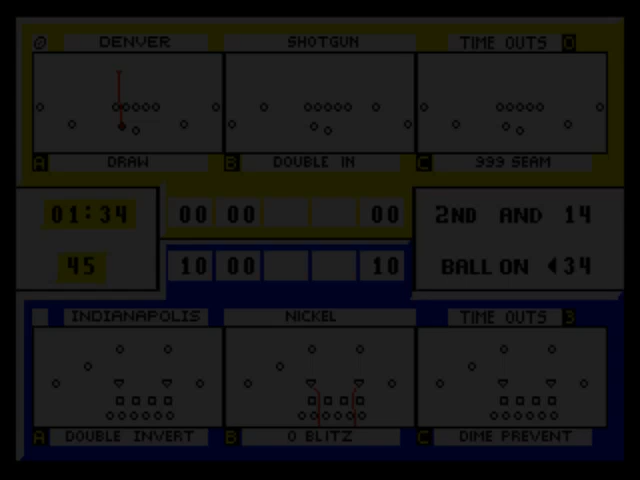 DENVER SHOTGUN TIME OUTS 0
A DRAW B DOUBLE IN C 999 SEAM
01:34 00 00 00 2ND AND 14
45 10 00 10 BALL ON ◀34
INDIANAPOLIS NICKEL TIME OUTS 3
A DOUBLE INVERT B 0 BLITZ C DIME PREVENT